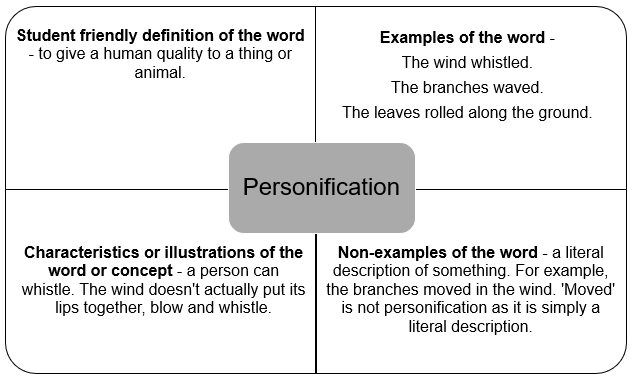 Student friendly definition of the word
- to give a human quality to a thing or
animal.
Examples of the word -
The wind whistled.
The branches waved.
The leaves rolled along the ground.
Personification
Characteristics or illustrations of the
word or concept - a person can
whistle. The wind doesn't actually put its
lips together, blow and whistle.
Non-examples of the word - a literal
description of something. For example,
the branches moved in the wind. 'Moved'
is not personification as it is simply a
literal description.